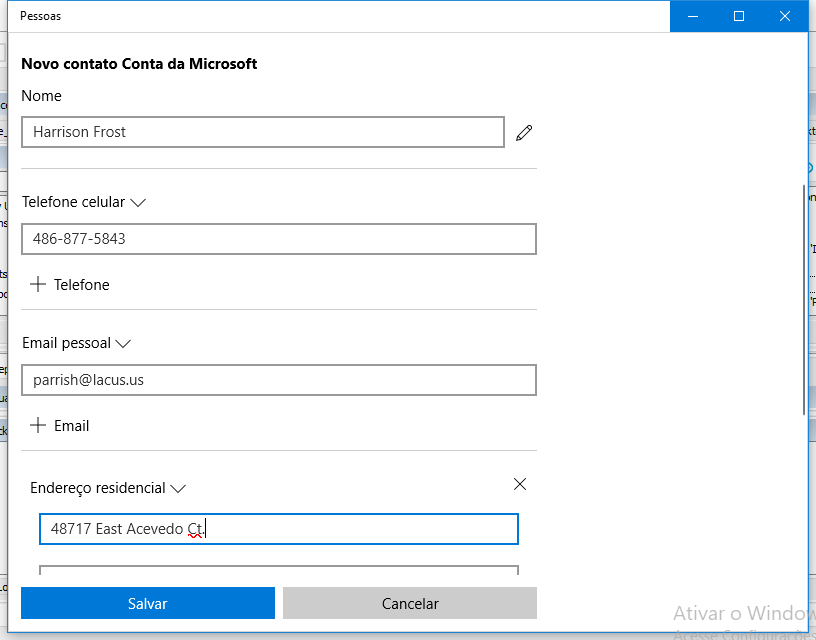 Pessoas
Novo contato Conta da Microsoft
Nome
Harrison Frost
Telefone celular
486-877-5843
Telefone
Email pessoal
parrish@lacus.us
Email
Endereço residencial
48717 East Acevedo Ct.
Salvar
Cancelar
Ativar o Window
Acesse Configurações